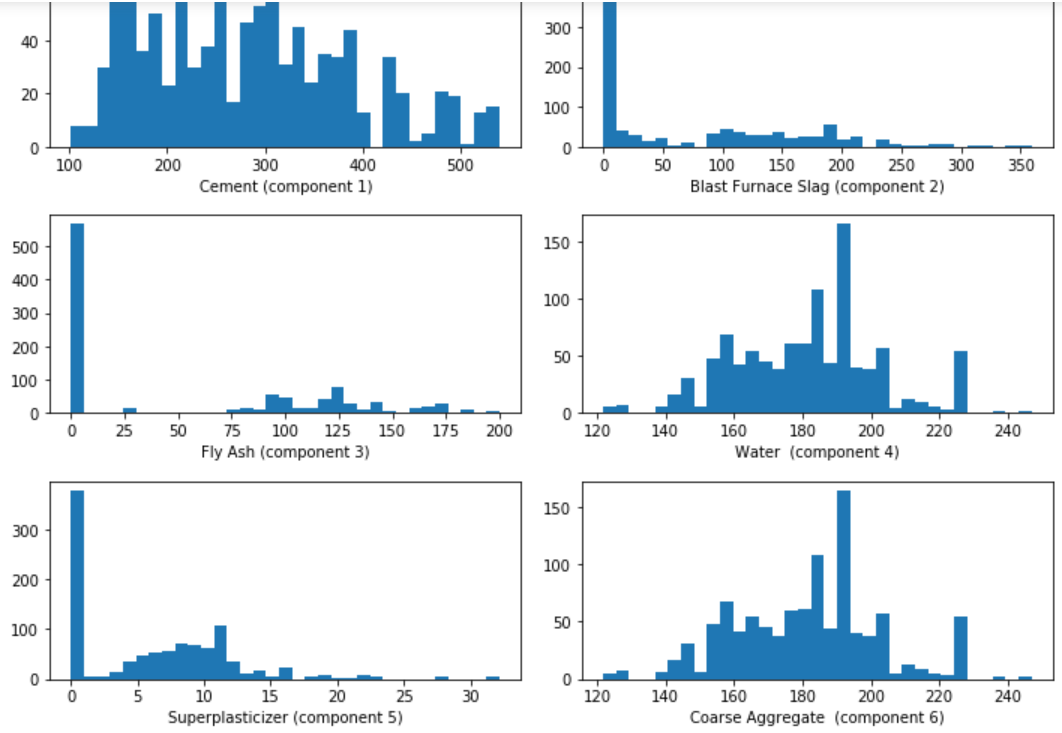 40
20
0
100 200 300 400 500
Cement (component 1)
300
200
100
0
0 50 100 150 200 250 300 350
Blast Furnace Slag (component 2)
500
400
300
200
100
0
0 25 50 75 100 125 150 175 200
Fly Ash (component 3)
150
100
50
0
120 140 160 180 200 220 240
Water (component 4)
300
200
100
0
0 5 10 15 20 25 30
Superplasticizer (component 5)
150
100
50
0
120 140 160 180 200 220 240
Coarse Aggregate (component 6)